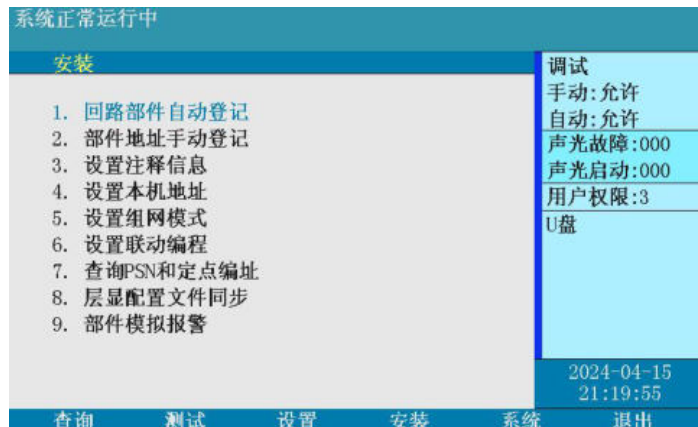 系统正常运行中
安装
1. 回路部件自动登记
2. 部件地址手动登记
3. 设置注释信息
4. 设置本机地址
5. 设置组网模式
6. 设置联动编程
7. 查询PSN和定点编址
8. 层显配置文件同步
9. 部件模拟报警
调试
手动:允许
自动:允许
声光故障:000
声光启动:000
用户权限:3
U盘
2024-04-15
21:19:55
查询 测试 设置 安装 系统 退出